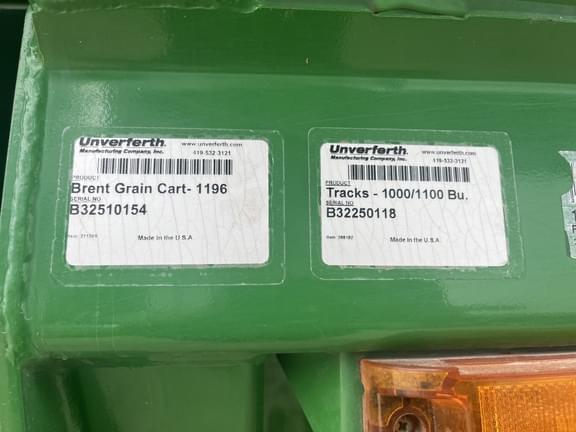 Unverferth. www.unverferth.com
Manufacturing Company, Inc. 419-532-3121
PRODUCT
Brent Grain Cart- 1196
SERIAL NO
B32510154
Made in the U.S.A.
Unverferth. www.unverferth.com
Manufacturing Company, Inc. 419-532-3121
PRODUCT
Tracks - 1000/1100 Bu.
SERIAL NO
B32250118
Made in the U.S.A.